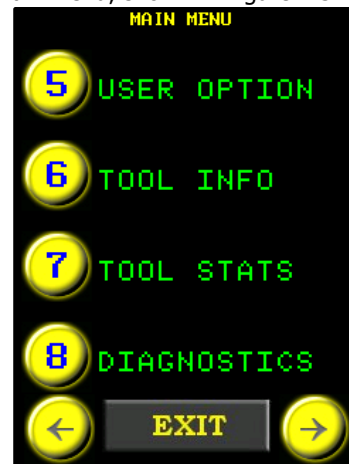 MAIN MENU
5 USER OPTION
6 TOOL INFO
7 TOOL STATS
8 DIAGNOSTICS
← EXIT →